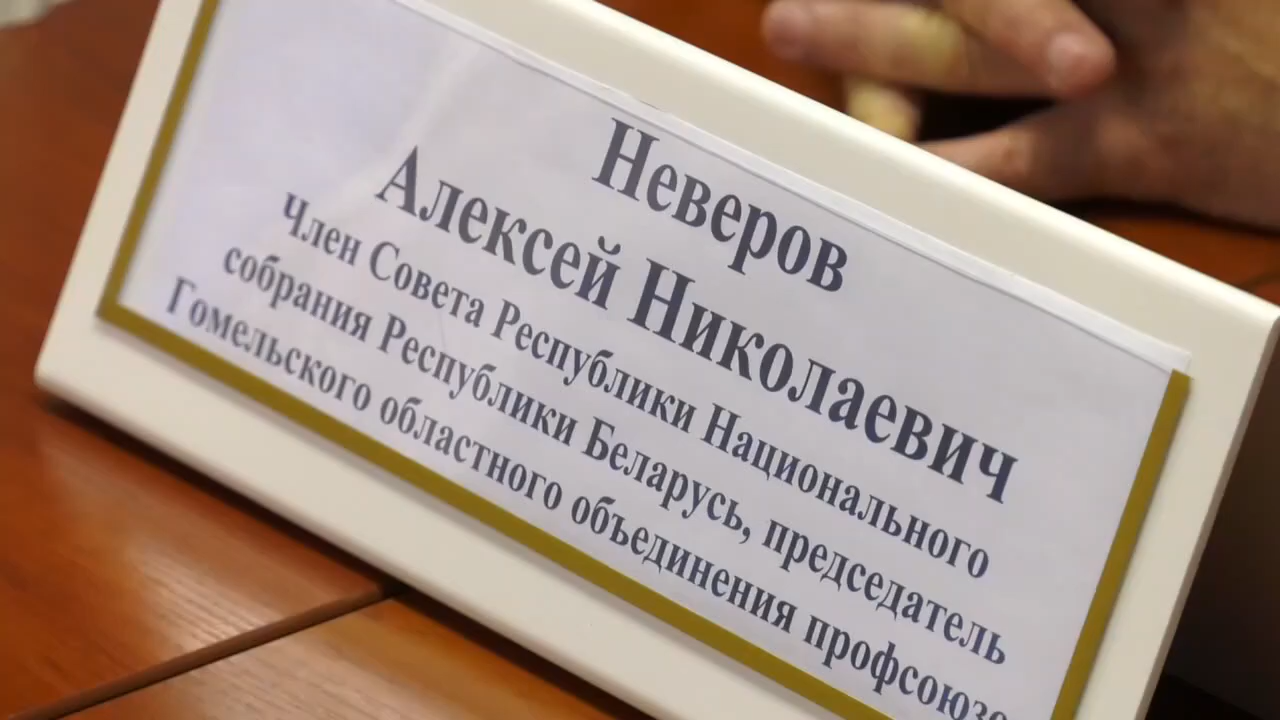 Неверов
Алексей Николаевич
Член Совета Республики Национального
собрания Республики Беларусь, председатель
Гомельского областного объединения